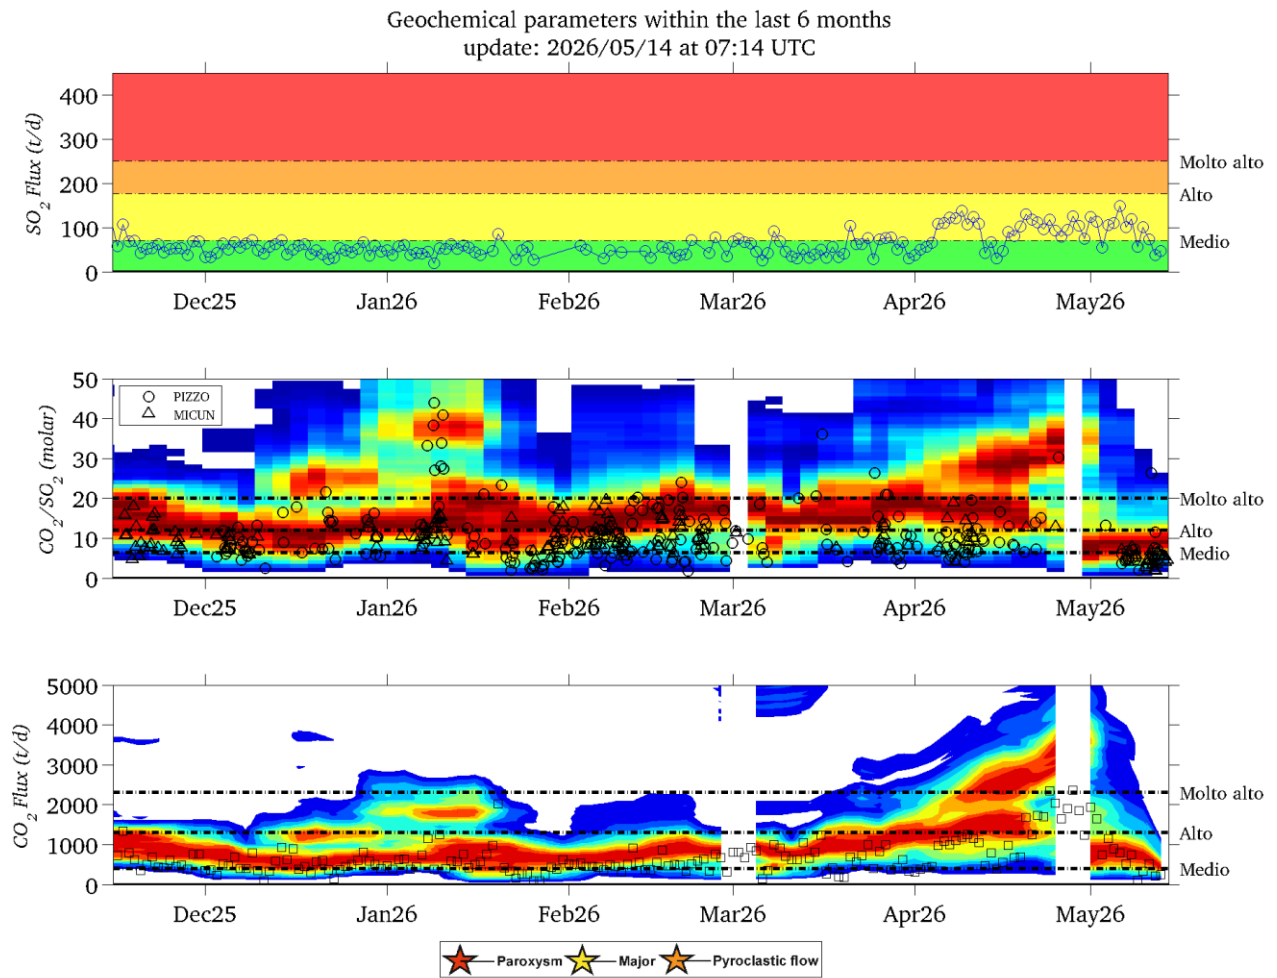 Geochemical parameters within the last 6 months
update: 2026/05/14 at 07:14 UTC
SO2 Flux (t/d)
400
300
200
100
0
Molto alto
Alto
Medio
Dec25 Jan26 Feb26 Mar26 Apr26 May26
CO2/SO2 (molar)
50
40
30
20
10
0
PIZZO
MICUN
Molto alto
Alto
Medio
Dec25 Jan26 Feb26 Mar26 Apr26 May26
CO2 Flux (t/d)
5000
4000
3000
2000
1000
0
Molto alto
Alto
Medio
Dec25 Jan26 Feb26 Mar26 Apr26 May26
Paroxysm Major Pyroclastic flow